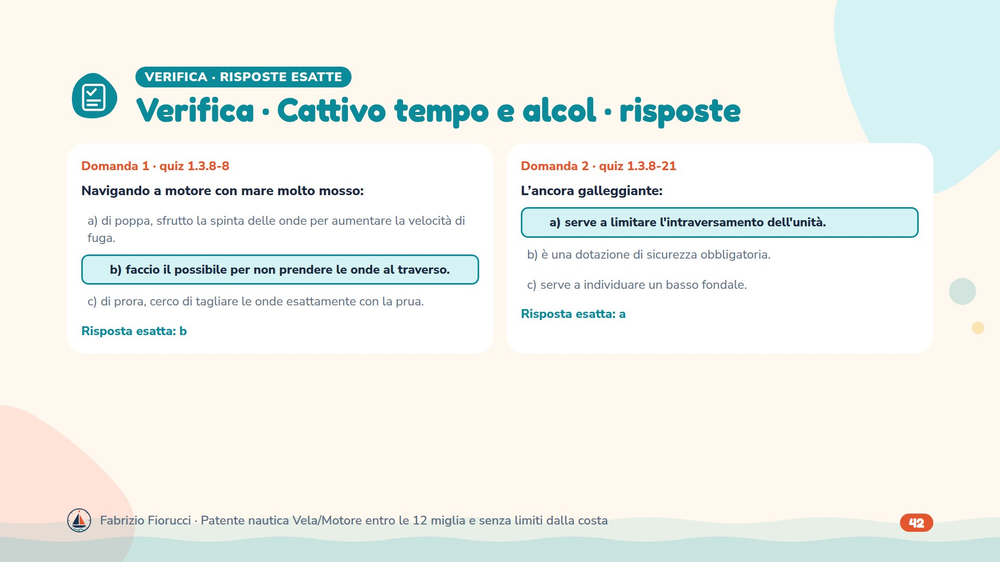 VERIFICA · RISPOSTE ESATTE
Verifica · Cattivo tempo e alcol · risposte
Domanda 1 · quiz 1.3.8-8
Navigando a motore con mare molto mosso:
a) di poppa, sfrutto la spinta delle onde per aumentare la velocità di
fuga.
b) faccio il possibile per non prendere le onde al traverso.
c) di prora, cerco di tagliare le onde esattamente con la prua.
Risposta esatta: b
Domanda 2 · quiz 1.3.8-21
L’ancora galleggiante:
a) serve a limitare l'intraversamento dell'unità.
b) è una dotazione di sicurezza obbligatoria.
c) serve a individuare un basso fondale.
Risposta esatta: a
Fabrizio Fiorucci · Patente nautica Vela/Motore entro le 12 miglia e senza limiti dalla costa
42